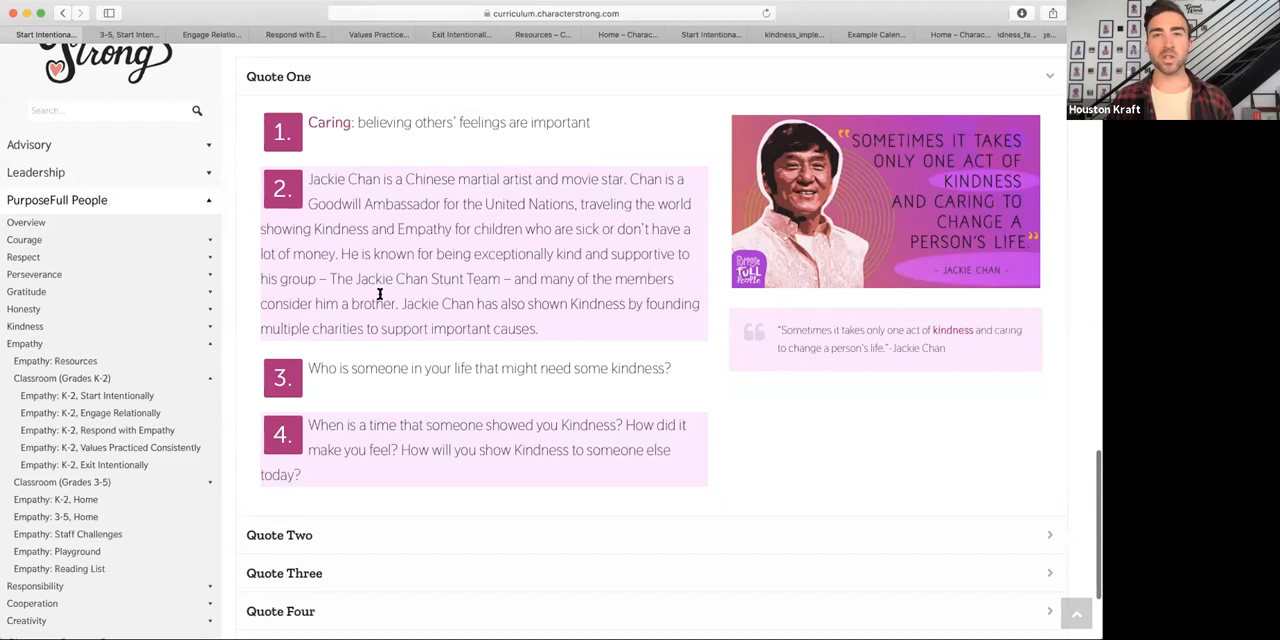 curriculum.characterstrong.com
Start Intentiona...
3-5, Start Inten...
Engage Relatio...
Respond with E...
Values Practice...
Exit Intentionall...
Resources – C...
Home – Charac...
Start Intentiona...
kindness_imple...
Example Calen...
Home – Charac...
Houston Kraft
Strong
Search...
Advisory
Leadership
PurposeFull People
Overview
Courage
Respect
Perseverance
Gratitude
Honesty
Kindness
Empathy
Empathy: Resources
Classroom (Grades K-2)
Empathy: K-2, Start Intentionally
Empathy: K-2, Engage Relationally
Empathy: K-2, Respond with Empathy
Empathy: K-2, Values Practiced Consistently
Empathy: K-2, Exit Intentionally
Classroom (Grades 3-5)
Empathy: K-2, Home
Empathy: 3-5, Home
Empathy: Staff Challenges
Empathy: Playground
Empathy: Reading List
Responsibility
Cooperation
Creativity
Quote One
1. Caring: believing others' feelings are important
2. Jackie Chan is a Chinese martial artist and movie star. Chan is a
Goodwill Ambassador for the United Nations, traveling the world
showing Kindness and Empathy for children who are sick or don't have a
lot of money. He is known for being exceptionally kind and supportive to
his group – The Jackie Chan Stunt Team – and many of the members
consider him a brother. Jackie Chan has also shown Kindness by founding
multiple charities to support important causes.
3. Who is someone in your life that might need some kindness?
4. When is a time that someone showed you Kindness? How did it
make you feel? How will you show Kindness to someone else
today?
"SOMETIMES IT TAKES
ONLY ONE ACT OF
KINDNESS
AND CARING TO
CHANGE A
PERSON'S LIFE."
- JACKIE CHAN -
PURPOSE
FULL
PEOPLE
"Sometimes it takes only one act of kindness and caring
to change a person's life."-Jackie Chan
Quote Two
Quote Three
Quote Four